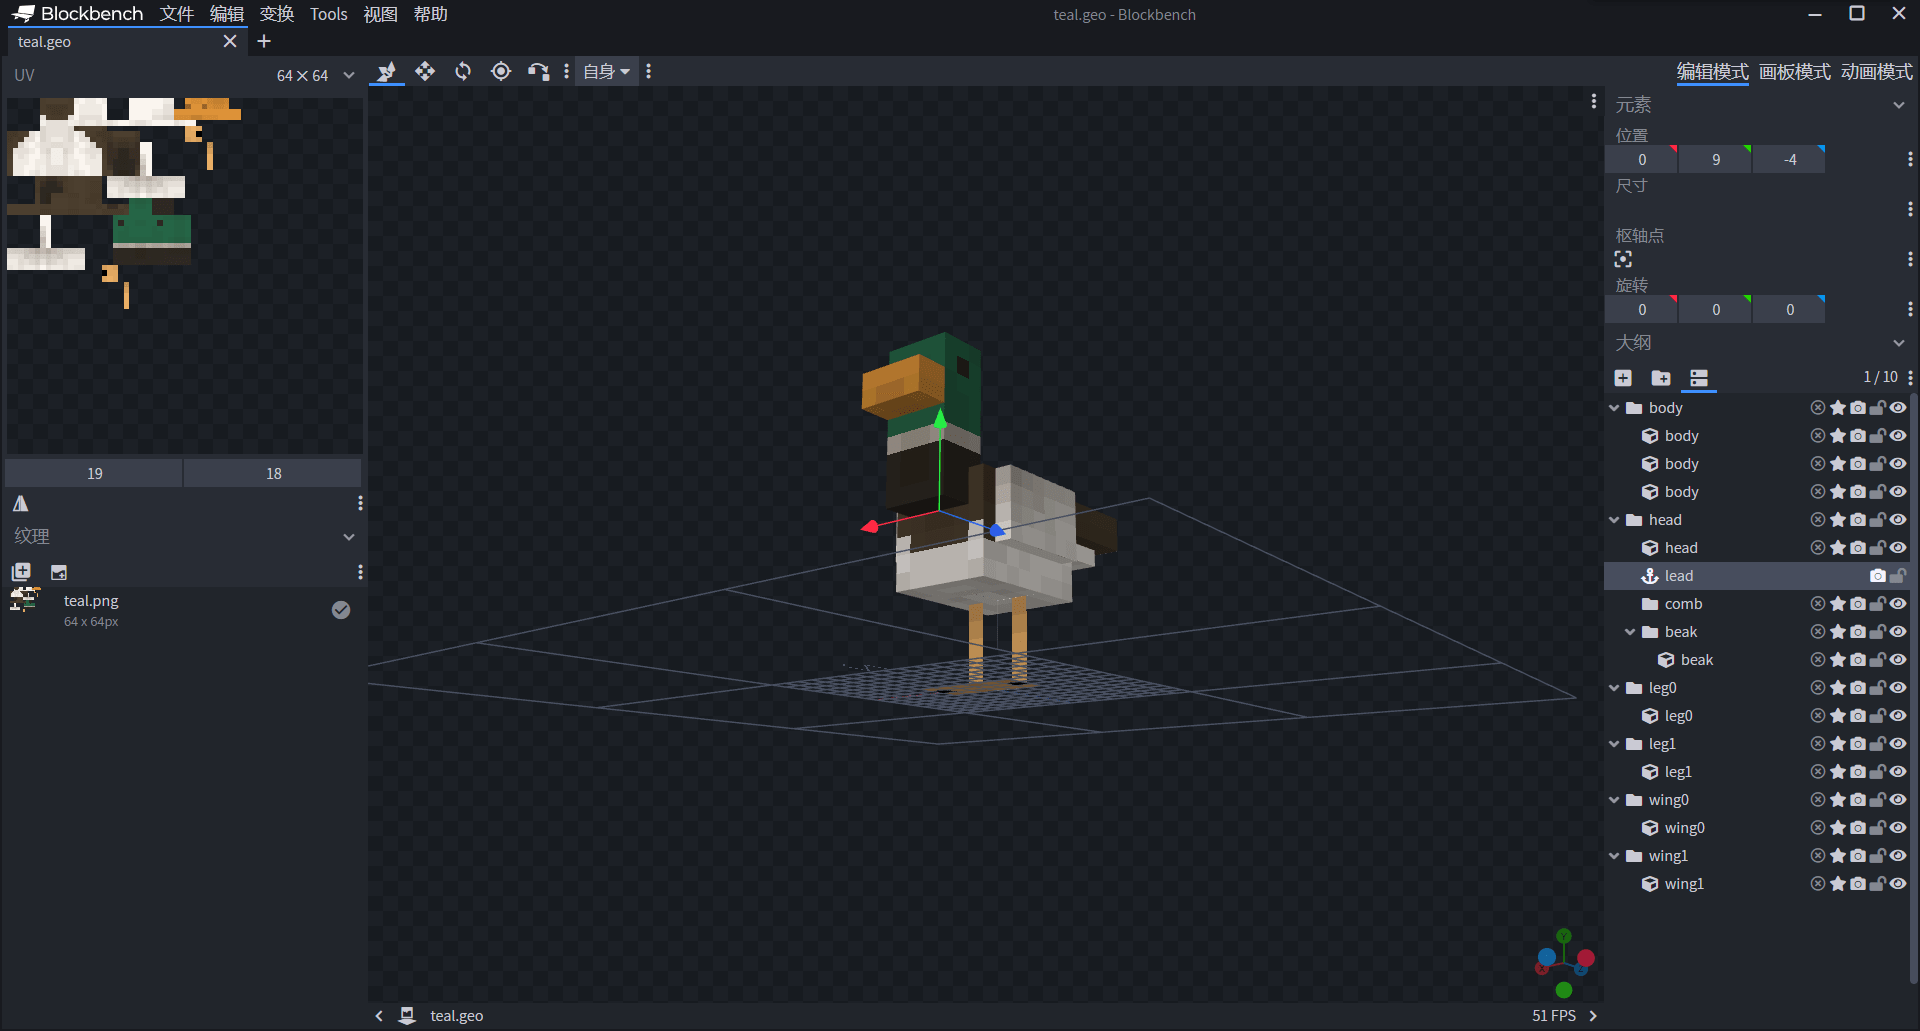 Blockbench 文件 编辑 变换 Tools 视图 帮助
teal.geo - Blockbench
teal.geo
UV
64 × 64
自身
编辑模式 画板模式 动画模式
19 18
纹理
teal.png
64 x 64px
元素
位置
0 9 -4
尺寸
枢轴点
旋转
0 0 0
大纲
1 / 10
body
body
body
body
head
head
lead
comb
beak
beak
leg0
leg0
leg1
leg1
wing0
wing0
wing1
wing1
teal.geo
51 FPS